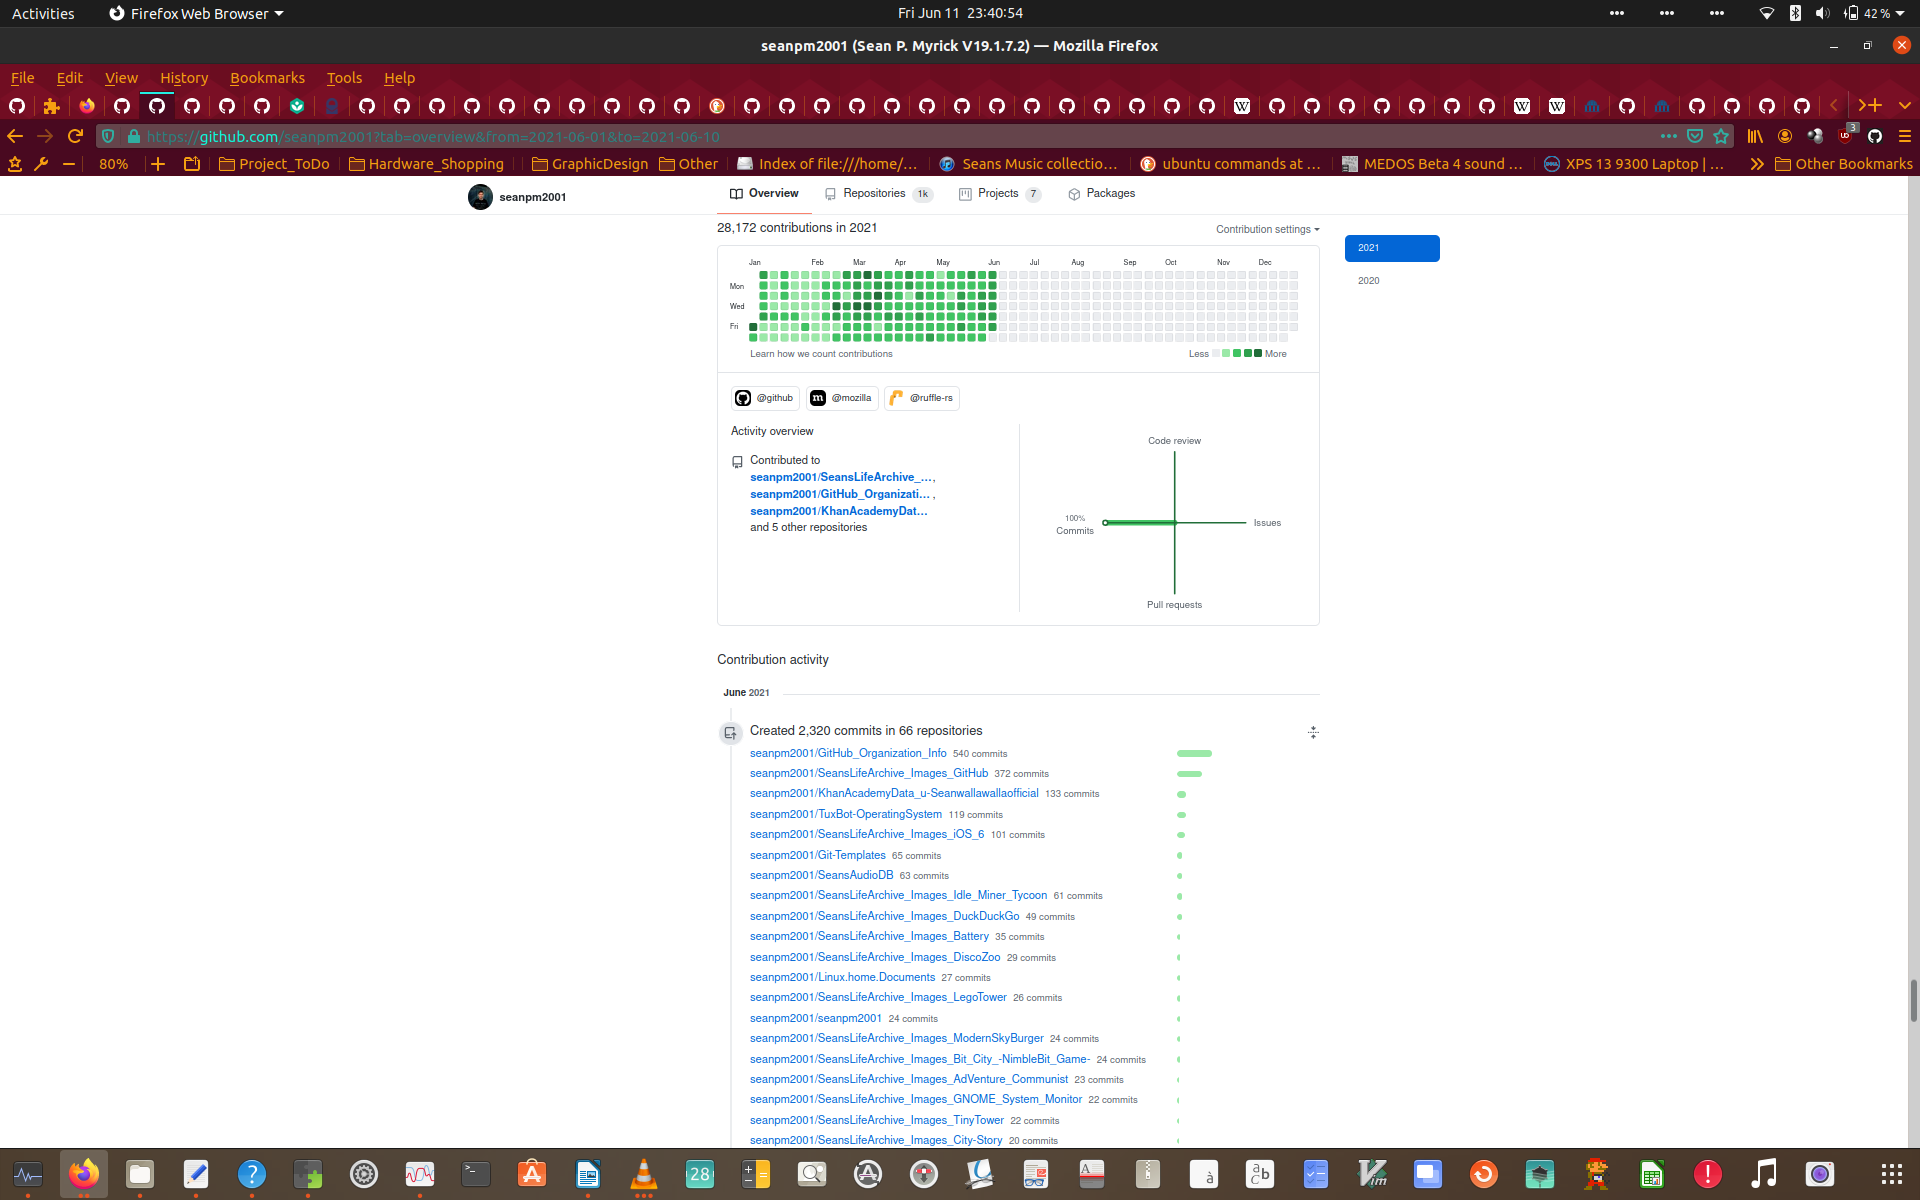 Activities
Firefox Web Browser
Fri Jun 11 23:40:54
42 %
seanpm2001 (Sean P. Myrick V19.1.7.2) — Mozilla Firefox
File Edit View History Bookmarks Tools Help
https://github.com/seanpm2001?tab=overview&from=2021-06-01&to=2021-06-10
3
80%
Project_ToDo
Hardware_Shopping
GraphicDesign
Other
Index of file:///home/...
Seans Music collectio...
ubuntu commands at ...
MEDOS Beta 4 sound ...
XPS 13 9300 Laptop | ...
Other Bookmarks
seanpm2001
Overview
Repositories 1k
Projects 7
Packages
28,172 contributions in 2021
Contribution settings
2021
2020
Jan Feb Mar Apr May Jun Jul Aug Sep Oct Nov Dec
Mon
Wed
Fri
Learn how we count contributions
Less More
@github
@mozilla
@ruffle-rs
Activity overview
Contributed to
seanpm2001/SeansLifeArchive_...,
seanpm2001/GitHub_Organizati... ,
seanpm2001/KhanAcademyDat...
and 5 other repositories
Code review
100%
Commits
Issues
Pull requests
Contribution activity
June 2021
Created 2,320 commits in 66 repositories
seanpm2001/GitHub_Organization_Info 540 commits
seanpm2001/SeansLifeArchive_Images_GitHub 372 commits
seanpm2001/KhanAcademyData_u-Seanwallawallaofficial 133 commits
seanpm2001/TuxBot-OperatingSystem 119 commits
seanpm2001/SeansLifeArchive_Images_iOS_6 101 commits
seanpm2001/Git-Templates 65 commits
seanpm2001/SeansAudioDB 63 commits
seanpm2001/SeansLifeArchive_Images_Idle_Miner_Tycoon 61 commits
seanpm2001/SeansLifeArchive_Images_DuckDuckGo 49 commits
seanpm2001/SeansLifeArchive_Images_Battery 35 commits
seanpm2001/SeansLifeArchive_Images_DiscoZoo 29 commits
seanpm2001/Linux.home.Documents 27 commits
seanpm2001/SeansLifeArchive_Images_LegoTower 26 commits
seanpm2001/seanpm2001 24 commits
seanpm2001/SeansLifeArchive_Images_ModernSkyBurger 24 commits
seanpm2001/SeansLifeArchive_Images_Bit_City_-NimbleBit_Game- 24 commits
seanpm2001/SeansLifeArchive_Images_AdVenture_Communist 23 commits
seanpm2001/SeansLifeArchive_Images_GNOME_System_Monitor 22 commits
seanpm2001/SeansLifeArchive_Images_TinyTower 22 commits
seanpm2001/SeansLifeArchive_Images_City-Story 20 commits
28